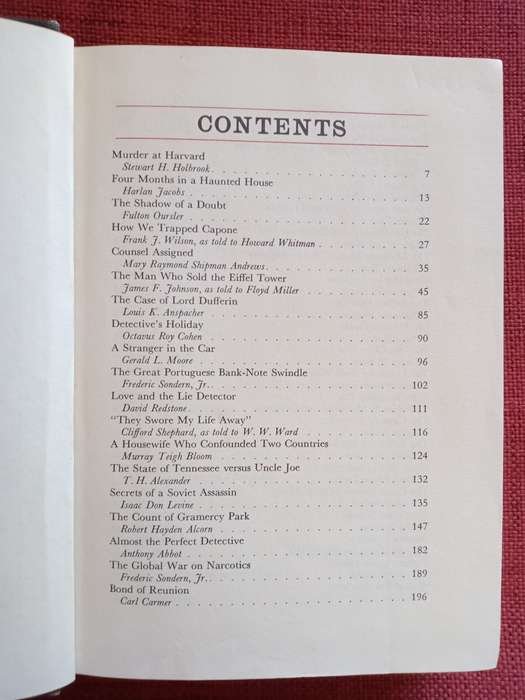 CONTENTS
Murder at Harvard
Stewart H. Holbrook. . . . . . . . . . . . . . . . . . . 7
Four Months in a Haunted House
Harlan Jacobs . . . . . . . . . . . . . . . . . . . . 13
The Shadow of a Doubt
Fulton Oursler . . . . . . . . . . . . . . . . . . . . 22
How We Trapped Capone
Frank J. Wilson, as told to Howard Whitman . . . . . . . . 27
Counsel Assigned
Mary Raymond Shipman Andrews. . . . . . . . . . . . . 35
The Man Who Sold the Eiffel Tower
James F. Johnson, as told to Floyd Miller . . . . . . . . . . 45
The Case of Lord Dufferin
Louis K. Anspacher . . . . . . . . . . . . . . . . . . . 85
Detective's Holiday
Octavus Roy Cohen . . . . . . . . . . . . . . . . . . . 90
A Stranger in the Car
Gerald L. Moore . . . . . . . . . . . . . . . . . . . . 96
The Great Portuguese Bank-Note Swindle
Frederic Sondern, Jr. . . . . . . . . . . . . . . . . . . 102
Love and the Lie Detector
David Redstone . . . . . . . . . . . . . . . . . . . . 111
"They Swore My Life Away"
Clifford Shephard, as told to W. W. Ward . . . . . . . . . . 116
A Housewife Who Confounded Two Countries
Murray Teigh Bloom . . . . . . . . . . . . . . . . . . 124
The State of Tennessee versus Uncle Joe
T. H. Alexander . . . . . . . . . . . . . . . . . . . . 132
Secrets of a Soviet Assassin
Isaac Don Levine . . . . . . . . . . . . . . . . . . . . 135
The Count of Gramercy Park
Robert Hayden Alcorn . . . . . . . . . . . . . . . . . . 147
Almost the Perfect Detective
Anthony Abbot . . . . . . . . . . . . . . . . . . . . 182
The Global War on Narcotics
Frederic Sondern, Jr. . . . . . . . . . . . . . . . . . . 189
Bond of Reunion
Carl Carmer . . . . . . . . . . . . . . . . . . . . . 196